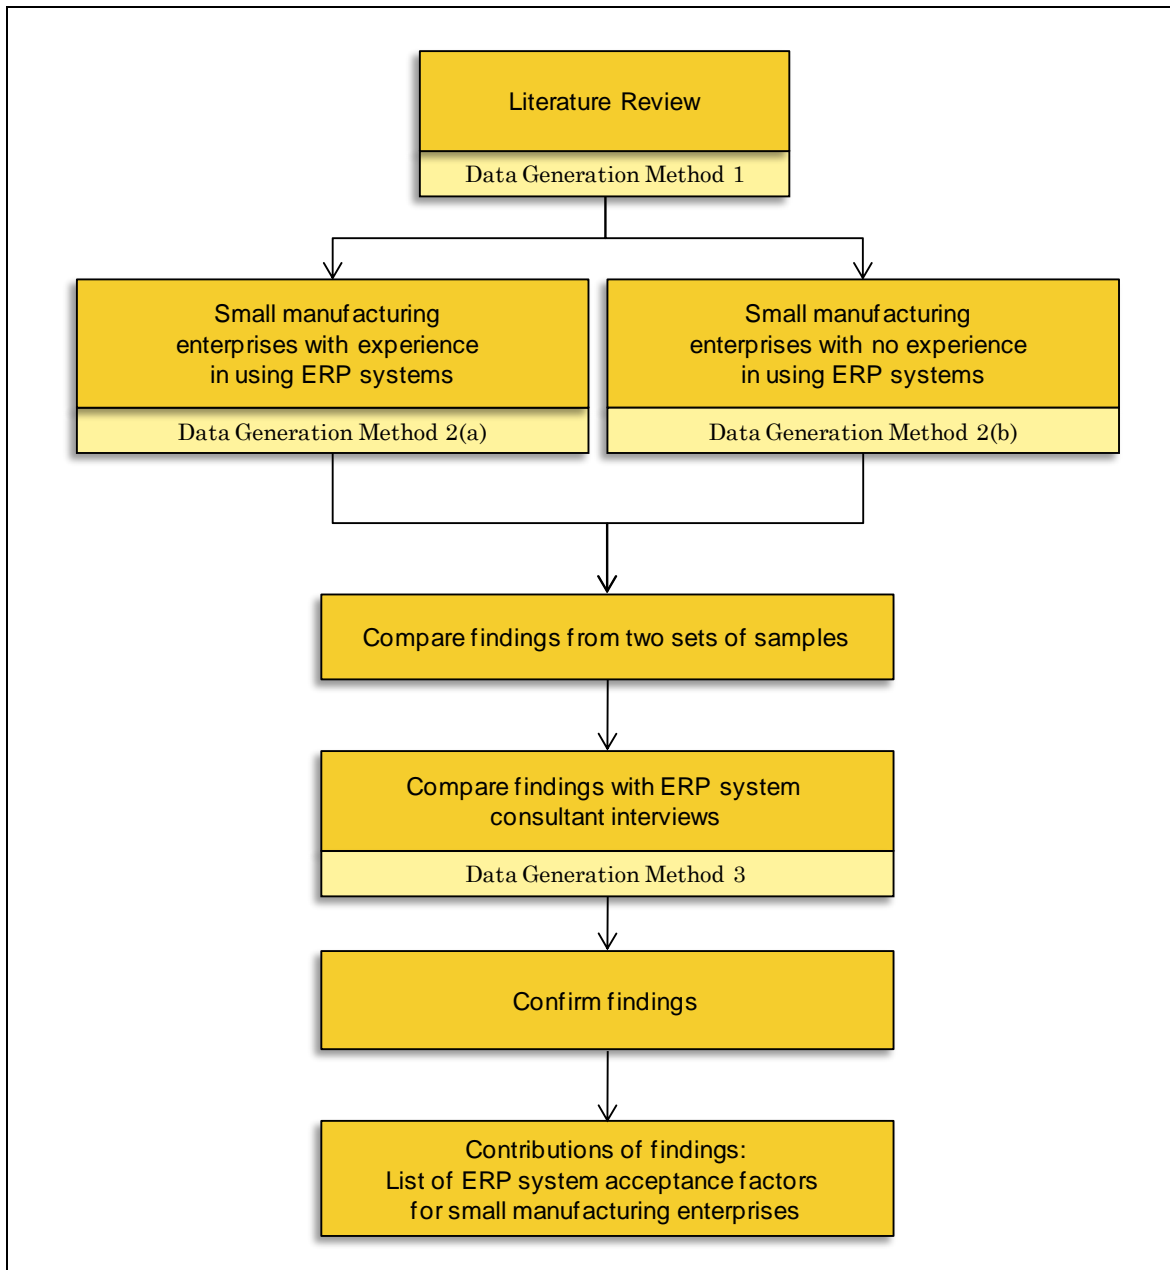 Literature Review
Data Generation Method 1
Small manufacturing
enterprises with experience
in using ERP systems
Data Generation Method 2(a)
Small manufacturing
enterprises with no experience
in using ERP systems
Data Generation Method 2(b)
Compare findings from two sets of samples
Compare findings with ERP system
consultant interviews
Data Generation Method 3
Confirm findings
Contributions of findings:
List of ERP system acceptance factors
for small manufacturing enterprises